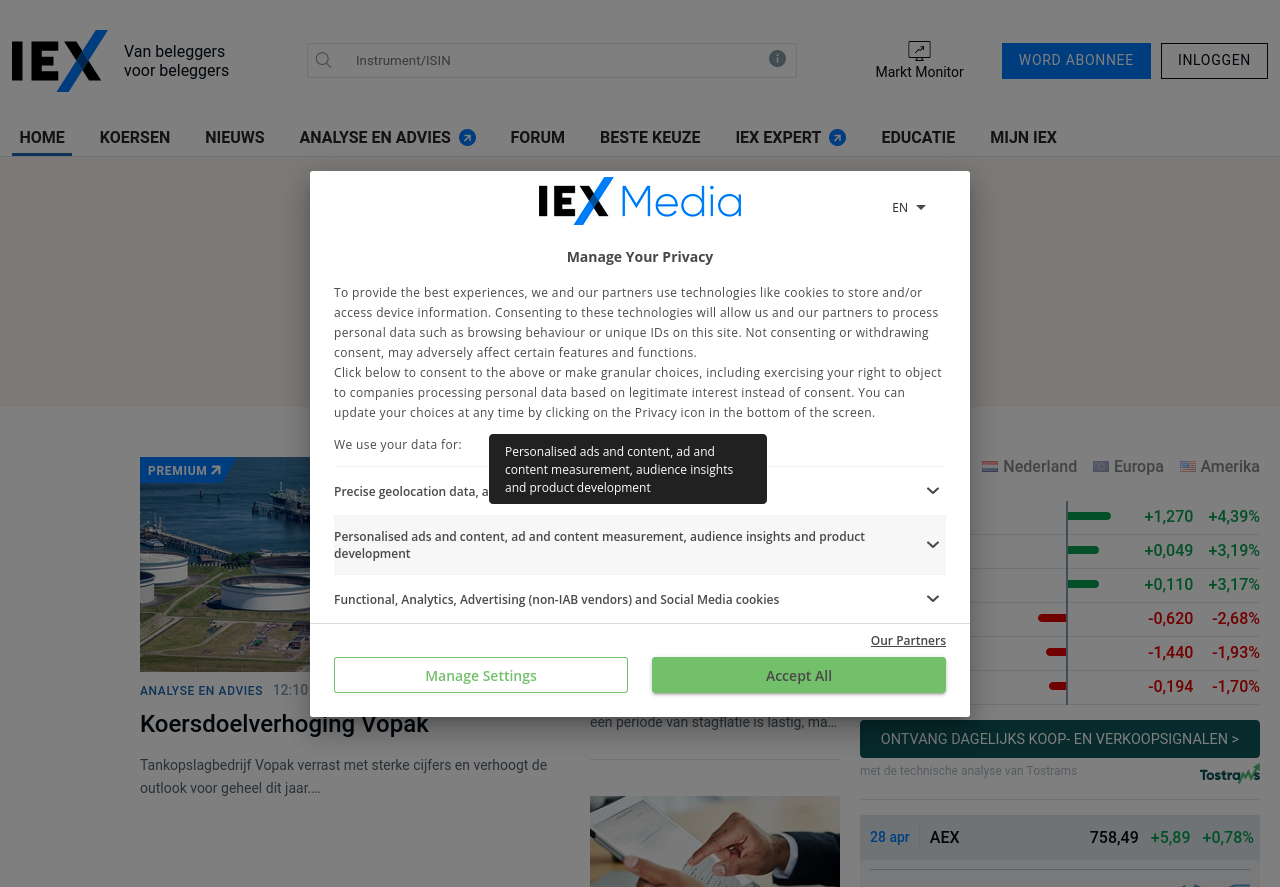 IEX
Van beleggers
voor beleggers
Instrument/ISIN
Markt Monitor
WORD ABONNEE
INLOGGEN
HOME
KOERSEN
NIEUWS
ANALYSE EN ADVIES
FORUM
BESTE KEUZE
IEX EXPERT
EDUCATIE
MIJN IEX
IEX Media
EN
Manage Your Privacy
To provide the best experiences, we and our partners use technologies like cookies to store and/or
access device information. Consenting to these technologies will allow us and our partners to process
personal data such as browsing behaviour or unique IDs on this site. Not consenting or withdrawing
consent, may adversely affect certain features and functions.
Click below to consent to the above or make granular choices, including exercising your right to object
to companies processing personal data based on legitimate interest instead of consent. You can
update your choices at any time by clicking on the Privacy icon in the bottom of the screen.
We use your data for:
Personalised ads and content, ad and
content measurement, audience insights
and product development
Precise geolocation data, a
Personalised ads and content, ad and content measurement, audience insights and product
development
Functional, Analytics, Advertising (non-IAB vendors) and Social Media cookies
Our Partners
Manage Settings
Accept All
PREMIUM
ANALYSE EN ADVIES 12:10
Koersdoelverhoging Vopak
Tankopslagbedrijf Vopak verrast met sterke cijfers en verhoogt de
outlook voor geheel dit jaar....
een periode van stagflatie is lastig, ma...
Nederland
Europa
Amerika
+1,270 +4,39%
+0,049 +3,19%
+0,110 +3,17%
-0,620 -2,68%
-1,440 -1,93%
-0,194 -1,70%
ONTVANG DAGELIJKS KOOP- EN VERKOOPSIGNALEN >
met de technische analyse van Tostrams
Tostrams
28 apr AEX 758,49 +5,89 +0,78%